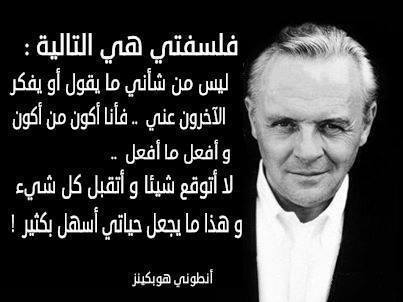 فلسفتي هي التالية :
ليس من شأني ما يقول أو يفكر
الآخرون عني .. فأنا أكون من أكون
و أفعل ما أفعل ..
لا أتوقع شيئا و أتقبل كل شيء
و هذا ما يجعل حياتي أسهل بكثير !
أنطوني هوبكينز